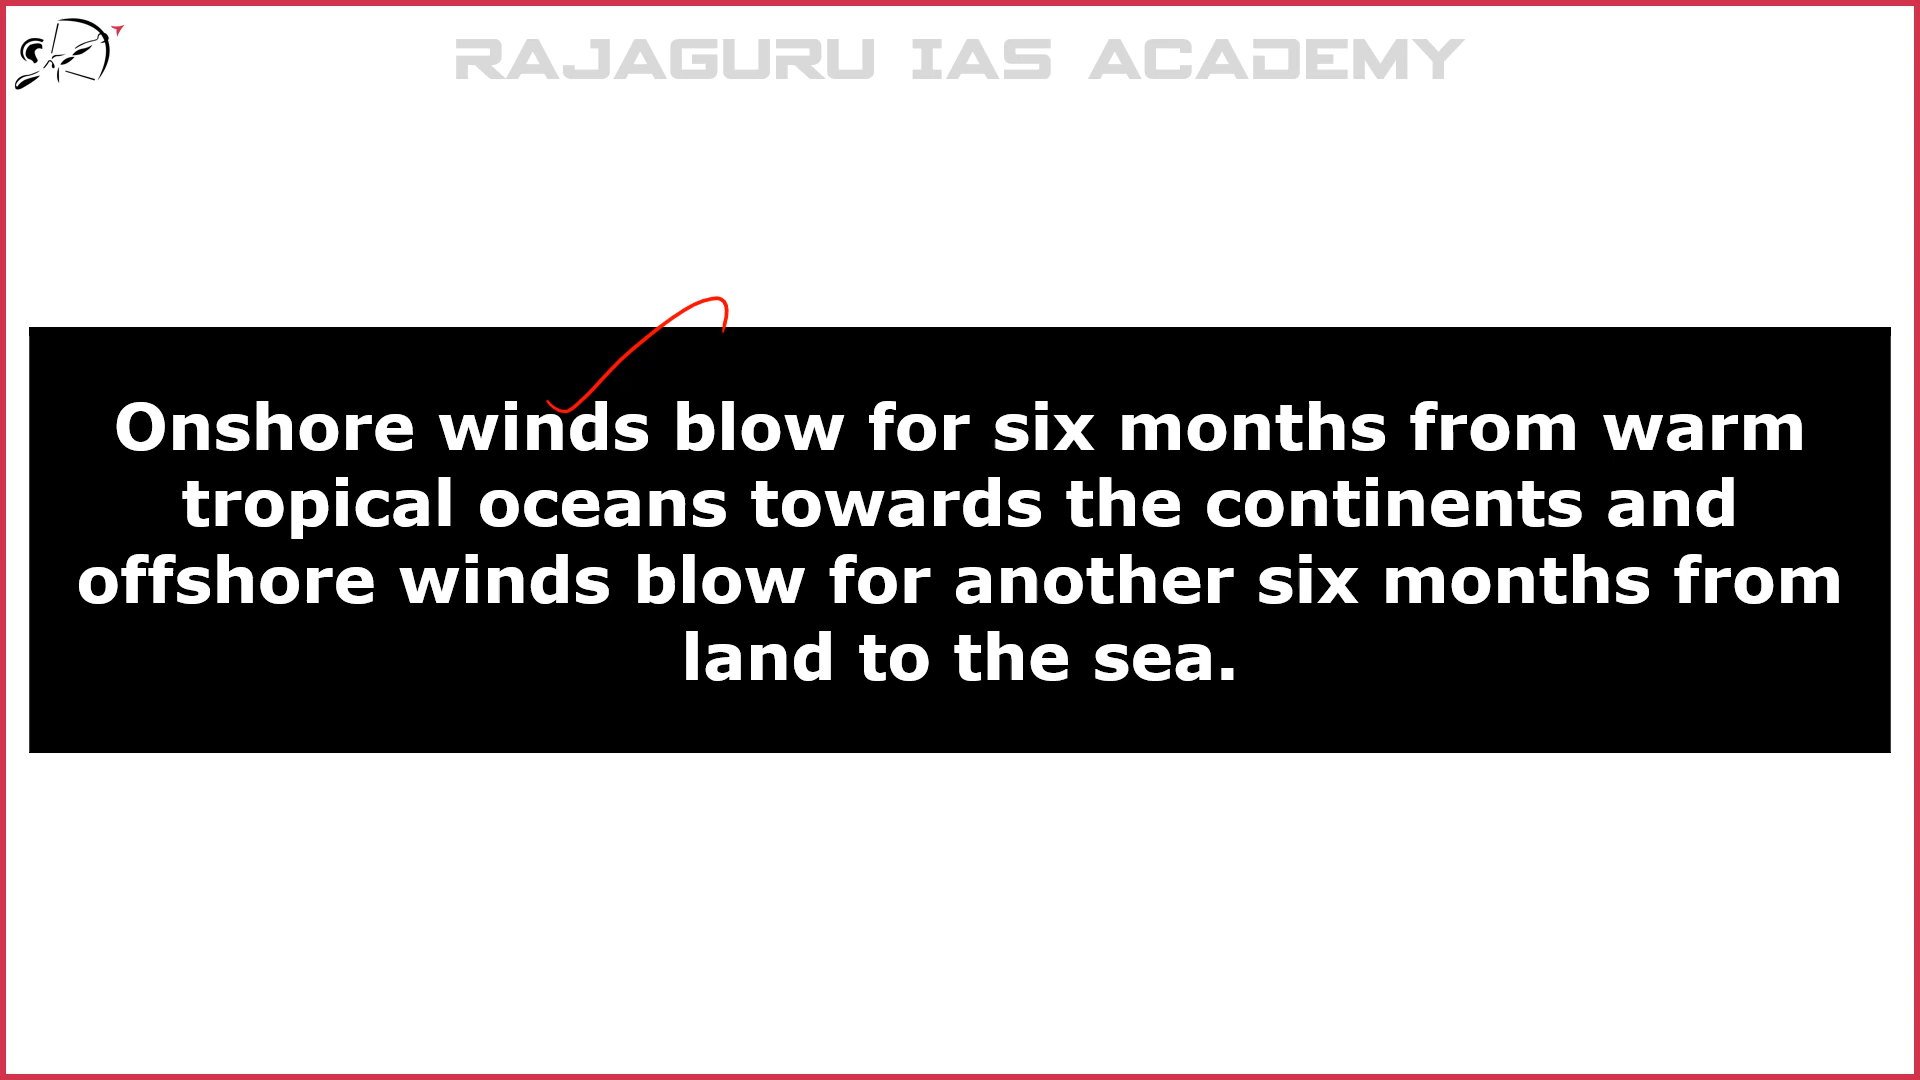 RAJAGURU IAS ACADEMY
Onshore winds blow for six months from warm
tropical oceans towards the continents and
offshore winds blow for another six months from
land to the sea.